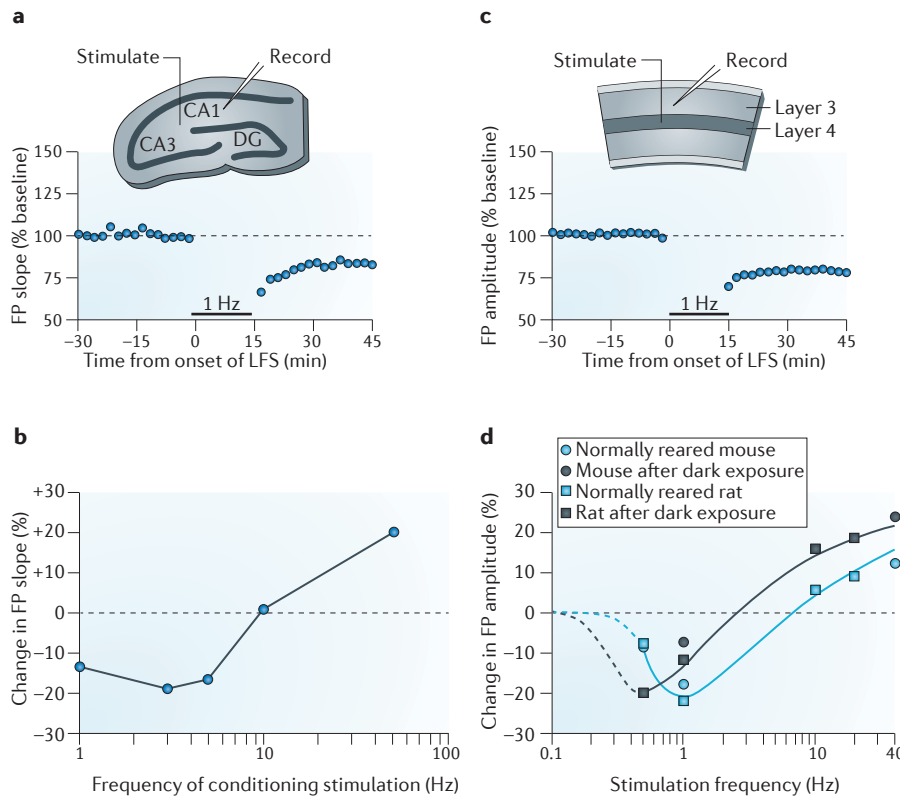 a
Stimulate
Record
CA1
CA3
DG
150
125
100
75
50
FP slope (% baseline)
1 Hz
–30
–15
0
15
30
45
Time from onset of LFS (min)
c
Stimulate
Record
Layer 3
Layer 4
150
125
100
75
50
FP amplitude (% baseline)
1 Hz
–30
–15
0
15
30
45
Time from onset of LFS (min)
b
+30
+20
+10
0
–10
–20
–30
Change in FP slope (%)
1
10
100
Frequency of conditioning stimulation (Hz)
d
Normally reared mouse
Mouse after dark exposure
Normally reared rat
Rat after dark exposure
30
20
10
0
–10
–20
–30
Change in FP amplitude (%)
0.1
1
10
20
40
Stimulation frequency (Hz)